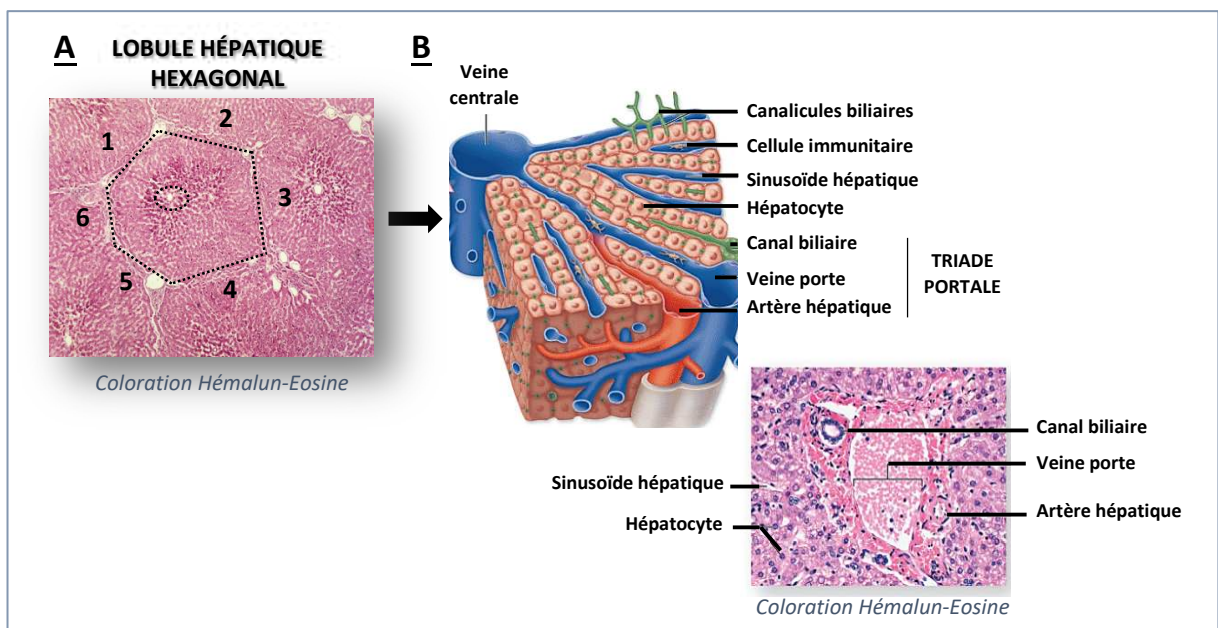 A
LOBULE HÉPATIQUE
HEXAGONAL
1
2
3
4
5
6
Coloration Hémalun-Eosine
B
Veine
centrale
Canalicules biliaires
Cellule immunitaire
Sinusoïde hépatique
Hépatocyte
Canal biliaire
Veine porte
Artère hépatique
TRIADE
PORTALE
Canal biliaire
Veine porte
Artère hépatique
Sinusoïde hépatique
Hépatocyte
Coloration Hémalun-Eosine